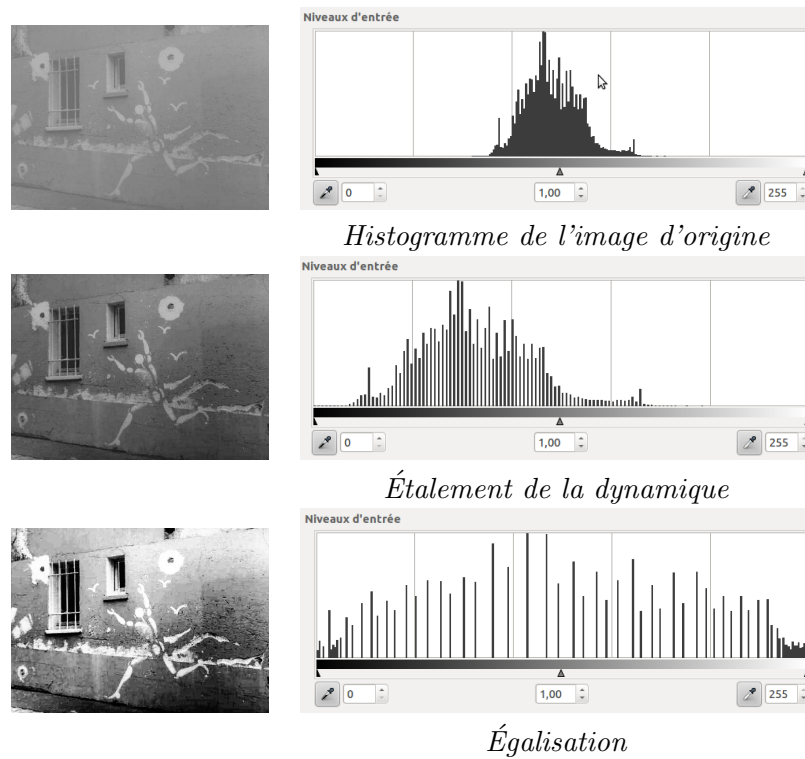 Niveaux d'entrée
0 1,00 255
Histogramme de l'image d'origine
Niveaux d'entrée
0 1,00 255
Étalement de la dynamique
Niveaux d'entrée
0 1,00 255
Égalisation